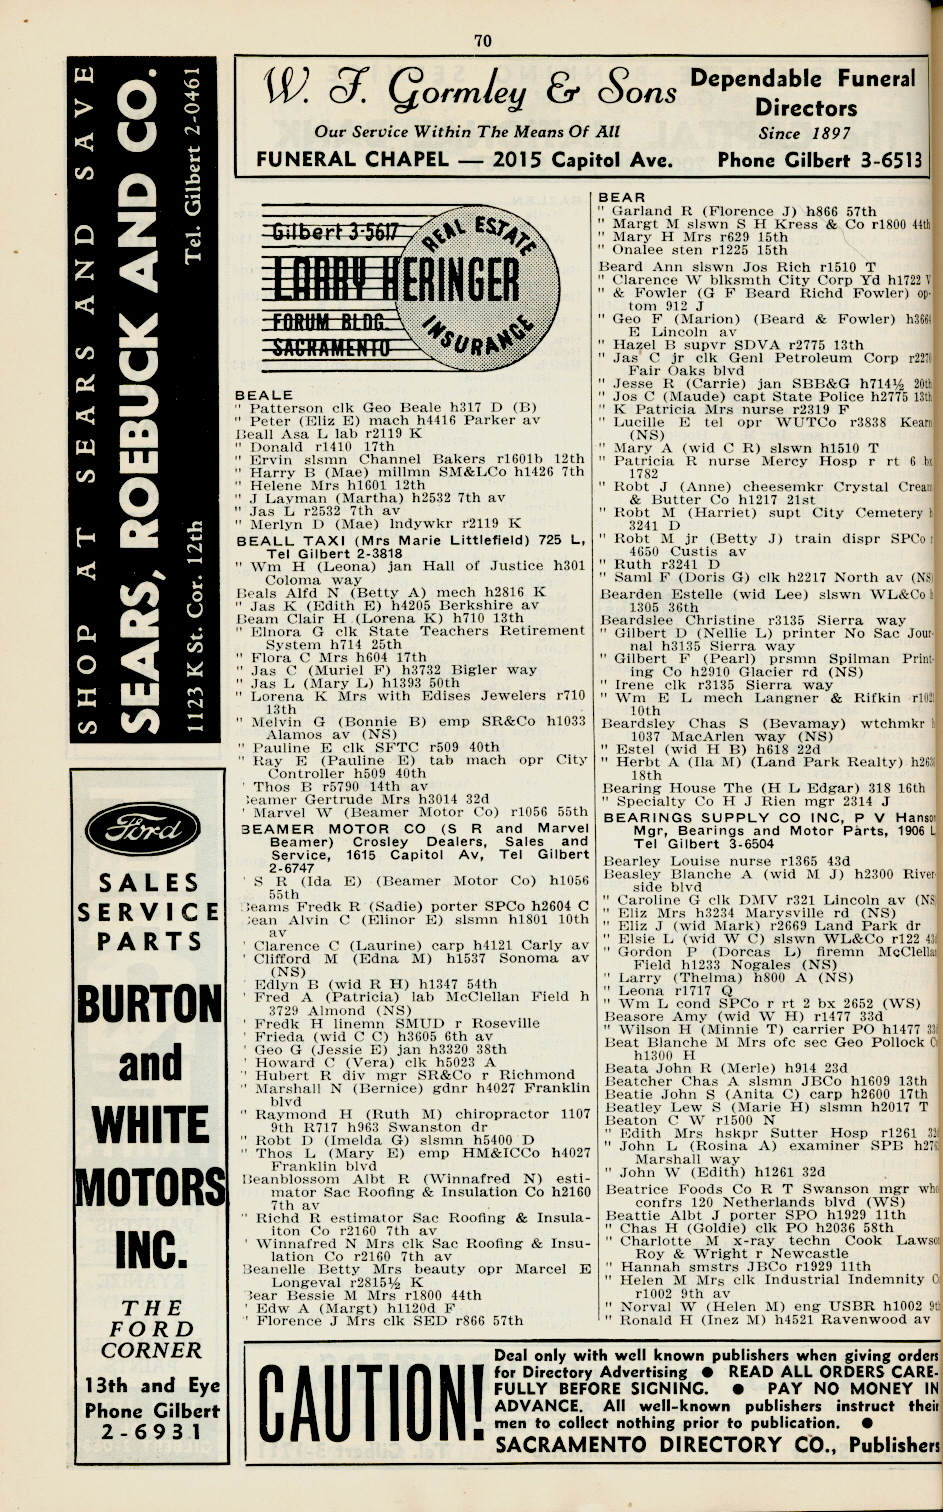 70
SHOP AT SEARS AND SAVE
SEARS, ROEBUCK AND CO.
1123 K St. Cor. 12th Tel. Gilbert 2-0461
W. F. Gormley & Sons
Our Service Within The Means Of All
Dependable Funeral
Directors
Since 1897
FUNERAL CHAPEL — 2015 Capitol Ave. Phone Gilbert 3-6513
Ford
SALES
SERVICE
PARTS
BURTON
and
WHITE
MOTORS
INC.
THE
FORD
CORNER
13th and Eye
Phone Gilbert
2-6931
Gilbert 3-5617
LARRY HERINGER
FORUM BLDG.
SACRAMENTO
REAL ESTATE
INSURANCE
BEALE
" Patterson clk Geo Beale h317 D (B)
" Peter (Eliz E) mach h4416 Parker av
Beall Asa L lab r2119 K
" Donald r1410 17th
" Ervin slsmn Channel Bakers r1601b 12th
" Harry B (Mae) millmn SM&LCo h1426 7th
" Helene Mrs h1601 12th
" J Layman (Martha) h2532 7th av
" Jas L r2532 7th av
" Merlyn D (Mae) lndywkr r2119 K
BEALL TAXI (Mrs Marie Littlefield) 725 L,
Tel Gilbert 2-3818
" Wm H (Leona) jan Hall of Justice h301
Coloma way
Beals Alfd N (Betty A) mech h2816 K
" Jas K (Edith E) h4205 Berkshire av
Beam Clair H (Lorena K) h710 13th
" Elnora G clk State Teachers Retirement
System h714 25th
" Flora C Mrs h604 17th
" Jas C (Muriel F) h3732 Bigler way
" Jas L (Mary L) h1393 50th
" Lorena K Mrs with Edises Jewelers r710
13th
" Melvin G (Bonnie B) emp SR&Co h1033
Alamos av (NS)
" Pauline E clk SFTC r509 40th
" Ray E (Pauline E) tab mach opr City
Controller h509 40th
' Thos B r5790 14th av
Beamer Gertrude Mrs h3014 32d
' Marvel W (Beamer Motor Co) r1056 55th
BEAMER MOTOR CO (S R and Marvel
Beamer) Crosley Dealers, Sales and
Service, 1615 Capitol Av, Tel Gilbert
2-6747
' S R (Ida E) (Beamer Motor Co) h1056
55th
Beams Fredk R (Sadie) porter SPCo h2604 C
Bean Alvin C (Elinor E) slsmn h1801 10th
av
' Clarence C (Laurine) carp h4121 Carly av
' Clifford M (Edna M) h1537 Sonoma av
(NS)
Edlyn B (wid R H) h1347 54th
' Fred A (Patricia) lab McClellan Field h
3729 Almond (NS)
' Fredk H linemn SMUD r Roseville
' Frieda (wid C C) h3605 6th av
' Geo G (Jessie E) jan h3320 38th
' Howard C (Vera) clk h5023 A
' Hubert R div mgr SR&Co r Richmond
" Marshall N (Bernice) gdnr h4027 Franklin
blvd
" Raymond H (Ruth M) chiropractor 1107
9th R717 h963 Swanston dr
" Robt D (Imelda G) slsmn h5400 D
" Thos L (Mary E) emp HM&ICCo h4027
Franklin blvd
Beanblossom Albt R (Winnafred N) esti-
mator Sac Roofing & Insulation Co h2160
7th av
" Richd R estimator Sac Roofing & Insula-
tion Co r2160 7th av
' Winnafred N Mrs clk Sac Roofing & Insu-
lation Co r2160 7th av
Beanelle Betty Mrs beauty opr Marcel E
Longeval r2815½ K
Bear Bessie M Mrs r1800 44th
' Edw A (Margt) h1120d F
' Florence J Mrs clk SED r866 57th
BEAR
" Garland R (Florence J) h866 57th
" Margt M slswn S H Kress & Co r1800 44th
" Mary H Mrs r629 15th
" Onalee sten r1225 15th
Beard Ann slswn Jos Rich r1510 T
" Clarence W blksmth City Corp Yd h1722 V
" & Fowler (G F Beard Richd Fowler) op-
tom 912 J
" Geo F (Marion) (Beard & Fowler) h3664
E Lincoln av
" Hazel B supvr SDVA r2775 13th
" Jas C jr clk Genl Petroleum Corp r2270
Fair Oaks blvd
" Jesse R (Carrie) jan SBB&G h714½ 20th
" Jos C (Maude) capt State Police h2775 13th
" K Patricia Mrs nurse r2319 F
" Lucille E tel opr WUTCo r3838 Kearn
(NS)
" Mary A (wid C R) slswn h1510 T
" Patricia R nurse Mercy Hosp r rt 6 bx
1782
" Robt J (Anne) cheesemkr Crystal Cream
& Butter Co h1217 21st
" Robt M (Harriet) supt City Cemetery h
3241 D
" Robt M jr (Betty J) train dispr SPCo r
4650 Custis av
" Ruth r3241 D
" Saml F (Doris G) clk h2217 North av (NS)
Bearden Estelle (wid Lee) slswn WL&Co h
1305 36th
Beardslee Christine r3135 Sierra way
" Gilbert D (Nellie L) printer No Sac Jour-
nal h3135 Sierra way
" Gilbert F (Pearl) prsmn Spilman Print-
ing Co h2910 Glacier rd (NS)
" Irene clk r3135 Sierra way
" Wm E L mech Langner & Rifkin
10th
Beardsley Chas S (Bevamay) wtchmkr h
1037 MacArlen way (NS)
" Estel (wid H B) h618 22d
" Herbt A (Ila M) (Land Park Realty)
18th
Bearing House The (H L Edgar) 318 16th
" Specialty Co H J Rien mgr 2314 J
BEARINGS SUPPLY CO INC, P V Hanson
Mgr, Bearings and Motor Parts, 1906 L
Tel Gilbert 3-6504
Bearley Louise nurse r1365 43d
Beasley Blanche A (wid M J) h2300 River-
side blvd
" Caroline G clk DMV r321 Lincoln av (NS
" Eliz Mrs h3234 Marysville rd (NS)
" Eliz J (wid Mark) r2669 Land Park dr
" Elsie L (wid W C) slswn WL&Co r122 43d
" Gordon P (Dorcas L) firemn McClellan
Field h1233 Nogales (NS)
" Larry (Thelma) h800 A (NS)
" Leona r1717 Q
" Wm L cond SPCo r rt 2 bx 2652 (WS)
Beasore Amy (wid W H) r1477 33d
" Wilson H (Minnie T) carrier PO h1477 33d
Beat Blanche M Mrs ofc sec Geo Pollock C
h1300 H
Beata John R (Merle) h914 23d
Beatcher Chas A slsmn JBCo h1609 13th
Beatie John S (Anita C) carp h2600 17th
Beatley Lew S (Marie H) slsmn h2017 T
Beaton C W r1500 N
" Edith Mrs hskpr Sutter Hosp r1261 32d
" John L (Rosina A) examiner SPB
Marshall way
" John W (Edith) h1261 32d
Beatrice Foods Co R T Swanson mgr who
confrs 120 Netherlands blvd (WS)
Beattie Albt J porter SPO h1929 11th
" Chas H (Goldie) clk PO h2036 58th
" Charlotte M x-ray techn Cook Lawson
Roy & Wright r Newcastle
" Hannah smstrs JBCo r1929 11th
" Helen M Mrs clk Industrial Indemnity C
r1002 9th av
" Norval W (Helen M) eng USBR h1002 9th
" Ronald H (Inez M) h4521 Ravenwood av
CAUTION!
Deal only with well known publishers when giving orders
for Directory Advertising ● READ ALL ORDERS CARE-
FULLY BEFORE SIGNING. ● PAY NO MONEY IN
ADVANCE. All well-known publishers instruct their
men to collect nothing prior to publication. ●
SACRAMENTO DIRECTORY CO., Publishers